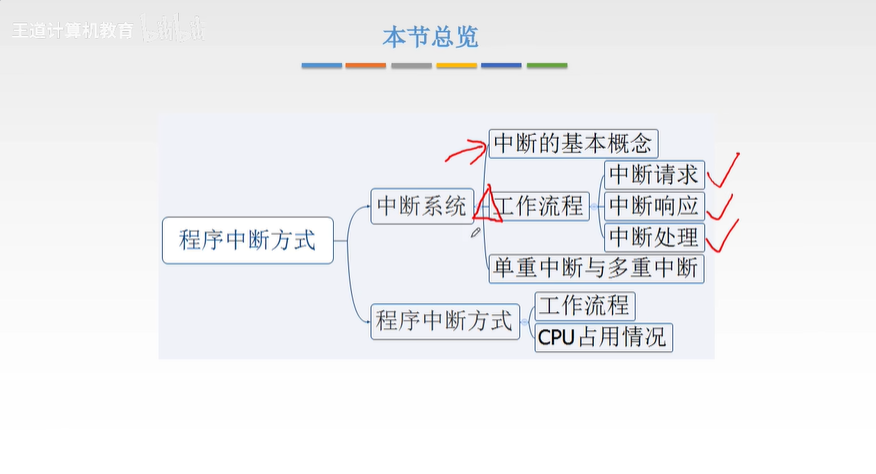 王道计算机教育
本节总览
程序中断方式
中断系统
中断的基本概念
工作流程
中断请求
中断响应
中断处理
单重中断与多重中断
程序中断方式
工作流程
CPU占用情况